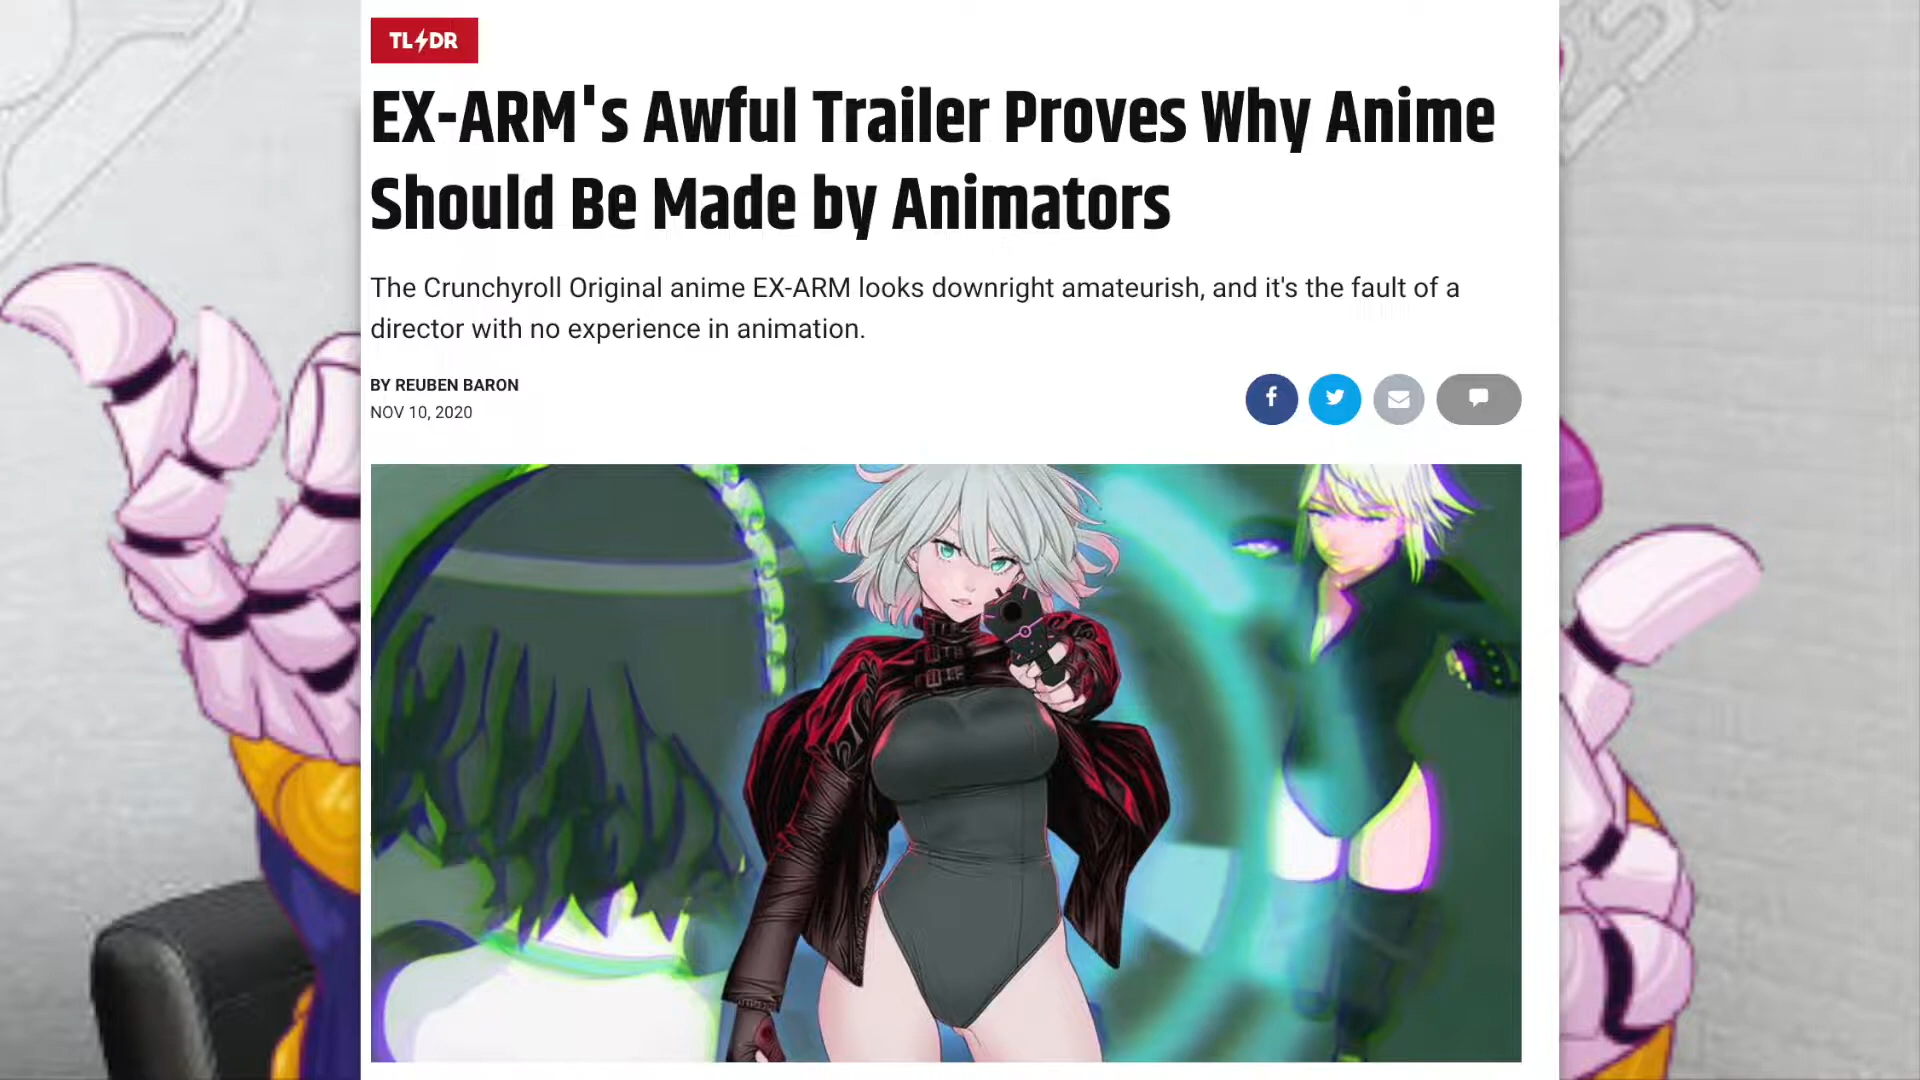 TL DR
EX-ARM's Awful Trailer Proves Why Anime
Should Be Made by Animators
The Crunchyroll Original anime EX-ARM looks downright amateurish, and it's the fault of a
director with no experience in animation.
BY REUBEN BARON
NOV 10, 2020